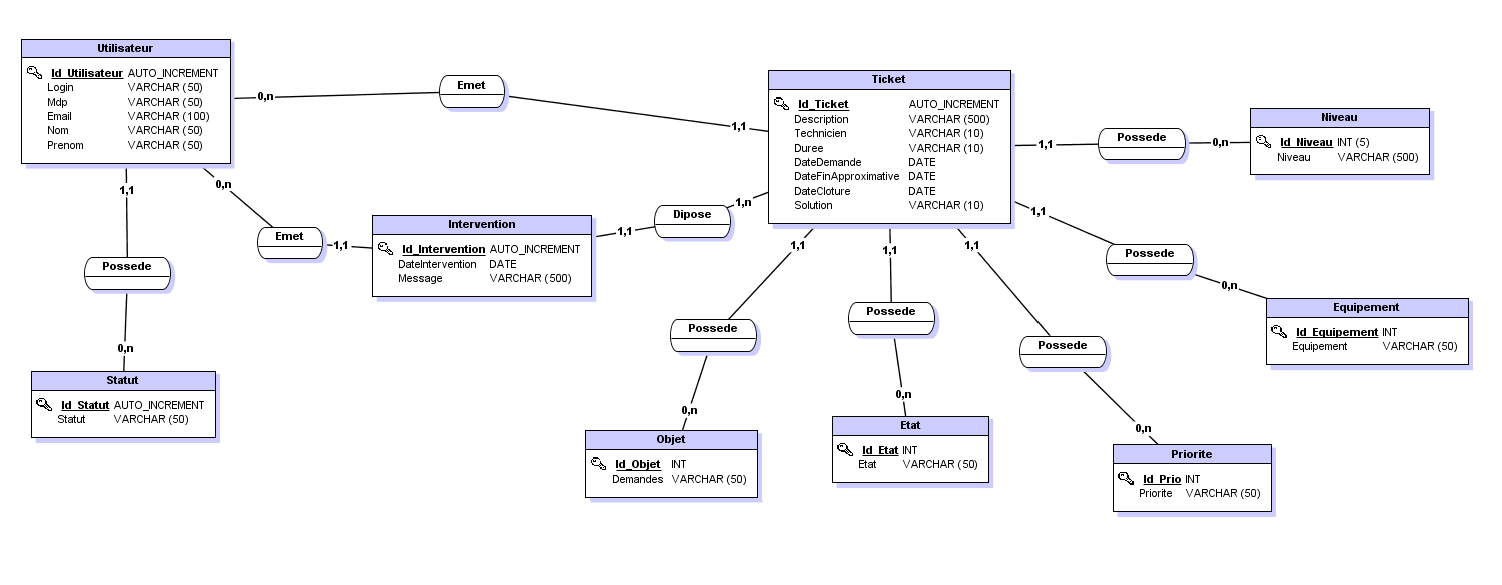 Utilisateur
Id_Utilisateur AUTO_INCREMENT
Login VARCHAR (50)
Mdp VARCHAR (50)
Email VARCHAR (100)
Nom VARCHAR (50)
Prenom VARCHAR (50)
0,n
Emet
1,1
Ticket
Id_Ticket AUTO_INCREMENT
Description VARCHAR (500)
Technicien VARCHAR (10)
Duree VARCHAR (10)
DateDemande DATE
DateFinApproximative DATE
DateCloture DATE
Solution VARCHAR (10)
1,1
Possede
0,n
Niveau
Id_Niveau INT (5)
Niveau VARCHAR (500)
1,1
Possede
0,n
Statut
Id_Statut AUTO_INCREMENT
Statut VARCHAR (50)
0,n
Emet
1,1
Intervention
Id_Intervention AUTO_INCREMENT
DateIntervention DATE
Message VARCHAR (500)
1,1
Dipose
1,n
1,1
Possede
0,n
Equipement
Id_Equipement INT
Equipement VARCHAR (50)
1,1
Possede
0,n
Objet
Id_Objet INT
Demandes VARCHAR (50)
1,1
Possede
0,n
Etat
Id_Etat INT
Etat VARCHAR (50)
1,1
Possede
0,n
Priorite
Id_Prio INT
Priorite VARCHAR (50)